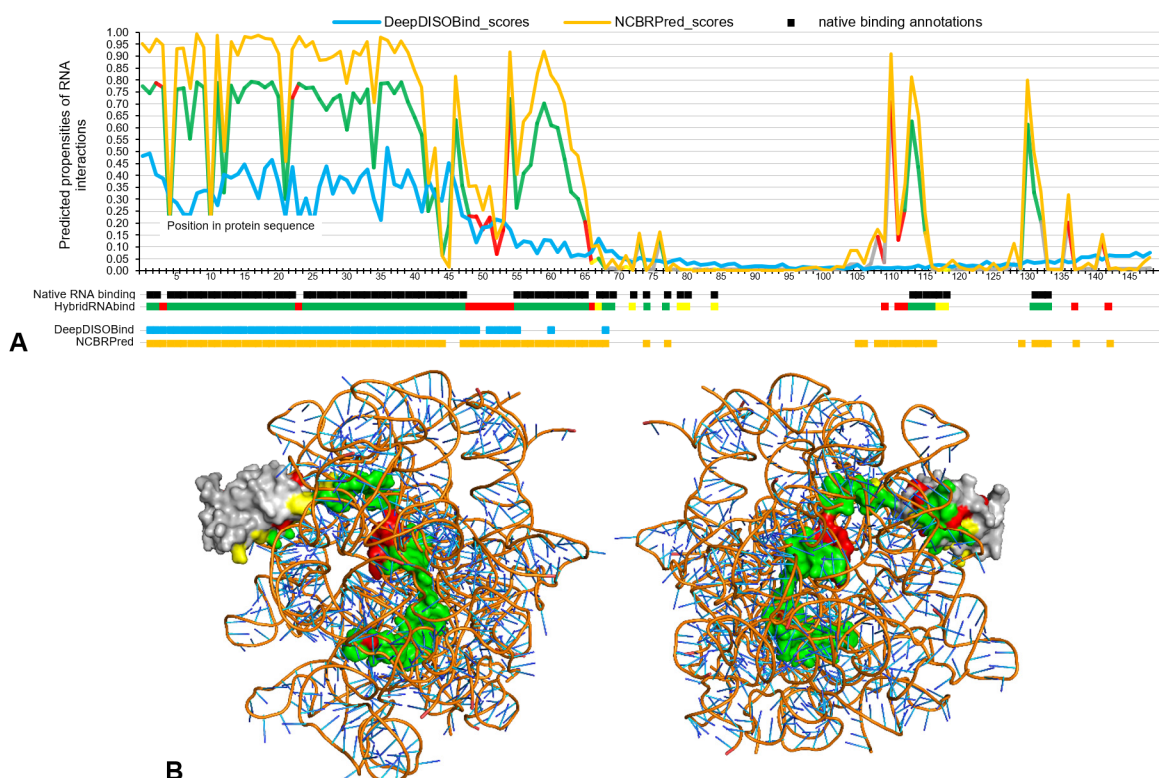 DeepDISOBind_scores NCBRPred_scores native binding annotations
Predicted propensities of RNA
interactions
1.00
0.95
0.90
0.85
0.80
0.75
0.70
0.65
0.60
0.55
0.50
0.45
0.40
0.35
0.30
0.25
0.20
0.15
0.10
0.05
0.00
Position in protein sequence
5 10 15 20 25 30 35 40 45 50 55 60 65 70 75 80 85 90 95 100 105 110 115 120 125 130 135 140 145
Native RNA binding
HybridRNAbind
DeepDISOBind
NCBRPred
A
B